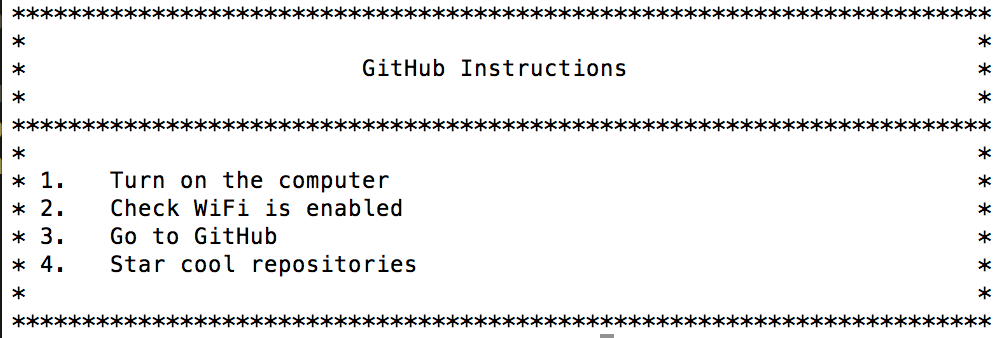 **********************************************************************
*                                                                    *
*                        GitHub Instructions                         *
*                                                                    *
**********************************************************************
*                                                                    *
* 1.   Turn on the computer                                          *
* 2.   Check WiFi is enabled                                         *
* 3.   Go to GitHub                                                  *
* 4.   Star cool repositories                                        *
*                                                                    *
**********************************************************************